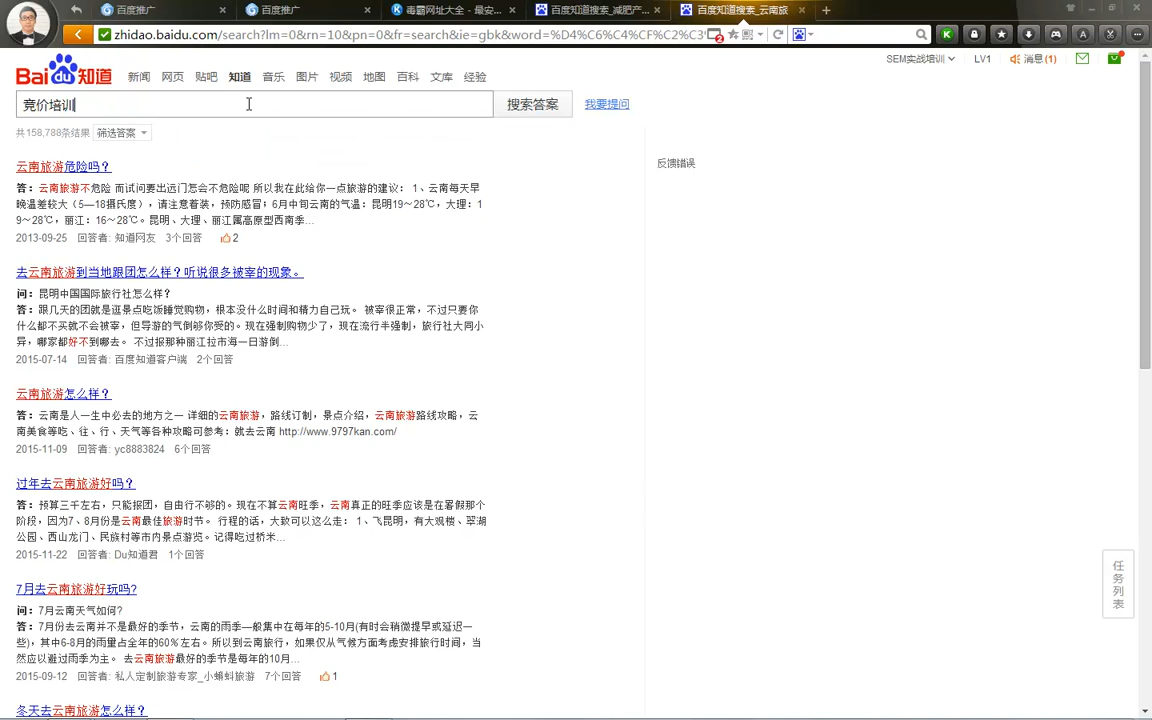 百度推广
百度推广
毒霸网址大全 - 最安...
百度知道搜索_减肥产...
百度知道搜索_云南旅
zhidao.baidu.com/search?lm=0&rn=10&pn=0&fr=search&ie=gbk&word=%D4%C6%C4%CF%C2%C3'
SEM实战培训 LV1 消息(1)
Bai du 知道 新闻 网页 贴吧 知道 音乐 图片 视频 地图 百科 文库 经验
竞价培训 搜索答案 我要提问
共158,788条结果 筛选答案
反馈错误
云南旅游危险吗?
答: 云南旅游不危险 而试问要出远门怎会不危险呢 所以我在此给你一点旅游的建议: 1、云南每天早
晚温差较大（5—18摄氏度），请注意着装，预防感冒；6月中旬云南的气温：昆明19～28℃，大理：1
9～28℃，丽江：16～28℃。昆明、大理、丽江属高原型西南季...
2013-09-25 回答者: 知道网友 3个回答 2
去云南旅游到当地跟团怎么样？听说很多被宰的现象。
问: 昆明中国国际旅行社怎么样?
答: 跟几天的团就是逛景点吃饭睡觉购物，根本没什么时间和精力自己玩。 被宰很正常，不过只要你
什么都不买就不会被宰，但导游的气倒够你受的。现在强制购物少了，现在流行半强制，旅行社大同小
异，哪家都好不到哪去。 不过报那种丽江拉市海一日游倒...
2015-07-14 回答者: 百度知道客户端 2个回答
云南旅游怎么样?
答: 云南是人一生中必去的地方之一 详细的云南旅游，路线订制，景点介绍，云南旅游路线攻略，云
南美食等吃、住、行、天气等各种攻略可参考：就去云南 http://www.9797kan.com/
2015-11-09 回答者: yc8883824 6个回答
过年去云南旅游好吗?
答: 预算三千左右，只能报团，自由行不够的。现在不算云南旺季，云南真正的旺季应该是在暑假那个
阶段，因为7、8月份是云南最佳旅游时节。 行程的话，大致可以这么走： 1、飞昆明，有大观楼、翠湖
公园、西山龙门、民族村等市内景点游览。记得吃过桥米...
2015-11-22 回答者: Du知道君 1个回答
7月去云南旅游好玩吗?
问: 7月云南天气如何?
答: 7月份去云南并不是最好的季节，云南的雨季—般集中在每年的5-10月(有时会稍微提早或延迟一
些)，其中6-8月的雨量占全年的60%左右。所以到云南旅行，如果仅从气候方面考虑安排旅行时间，当
然应以避过雨季为主。 去云南旅游最好的季节是每年的10月...
2015-09-12 回答者: 私人定制旅游专家_小蝌蚪旅游 7个回答 1
冬天去云南旅游怎么样?
任务列表